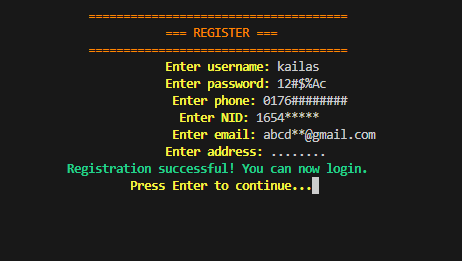 =====================================
=== REGISTER ===
=====================================
Enter username: kailas
Enter password: 12#$%Ac
Enter phone: 0176########
Enter NID: 1654*****
Enter email: abcd**@gmail.com
Enter address: ........
Registration successful! You can now login.
Press Enter to continue...